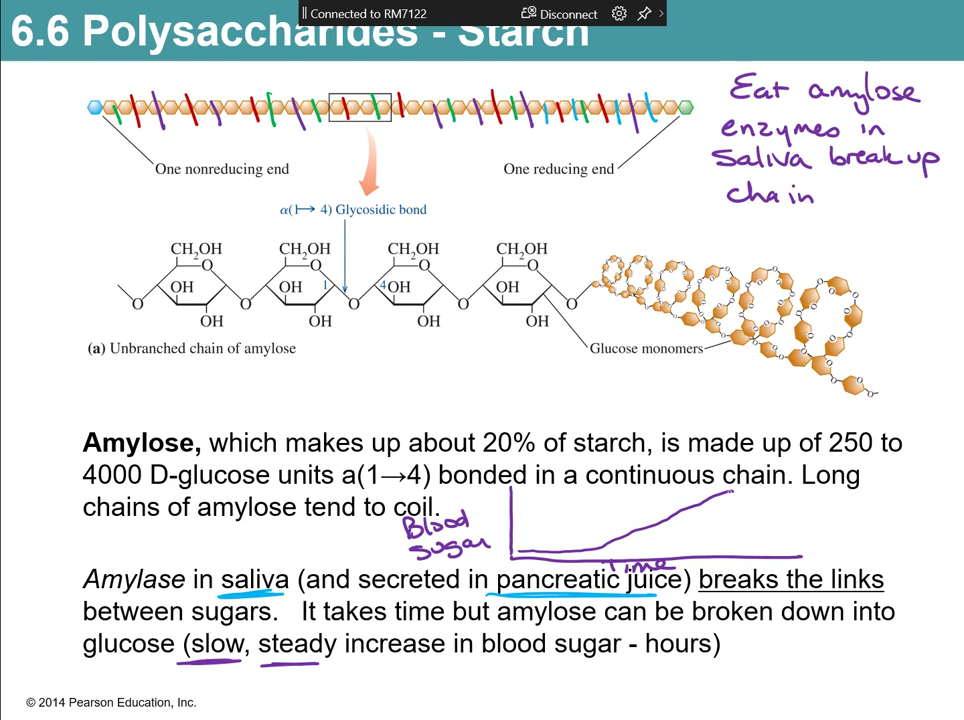 6.6 Polysaccharides - Starch
Connected to RM7122
Disconnect
Eat amylose
enzymes in
Saliva break up
chain
One nonreducing end
One reducing end
α(1→ 4) Glycosidic bond
CH2OH CH2OH CH2OH CH2OH
O O O O
OH OH 1 4 OH OH
O O O O O
OH OH OH OH
(a) Unbranched chain of amylose
Glucose monomers
Amylose, which makes up about 20% of starch, is made up of 250 to
4000 D-glucose units a(1→4) bonded in a continuous chain. Long
chains of amylose tend to coil.
Blood
Sugar
Time
Amylase in saliva (and secreted in pancreatic juice) breaks the links
between sugars. It takes time but amylose can be broken down into
glucose (slow, steady increase in blood sugar - hours)
© 2014 Pearson Education, Inc.